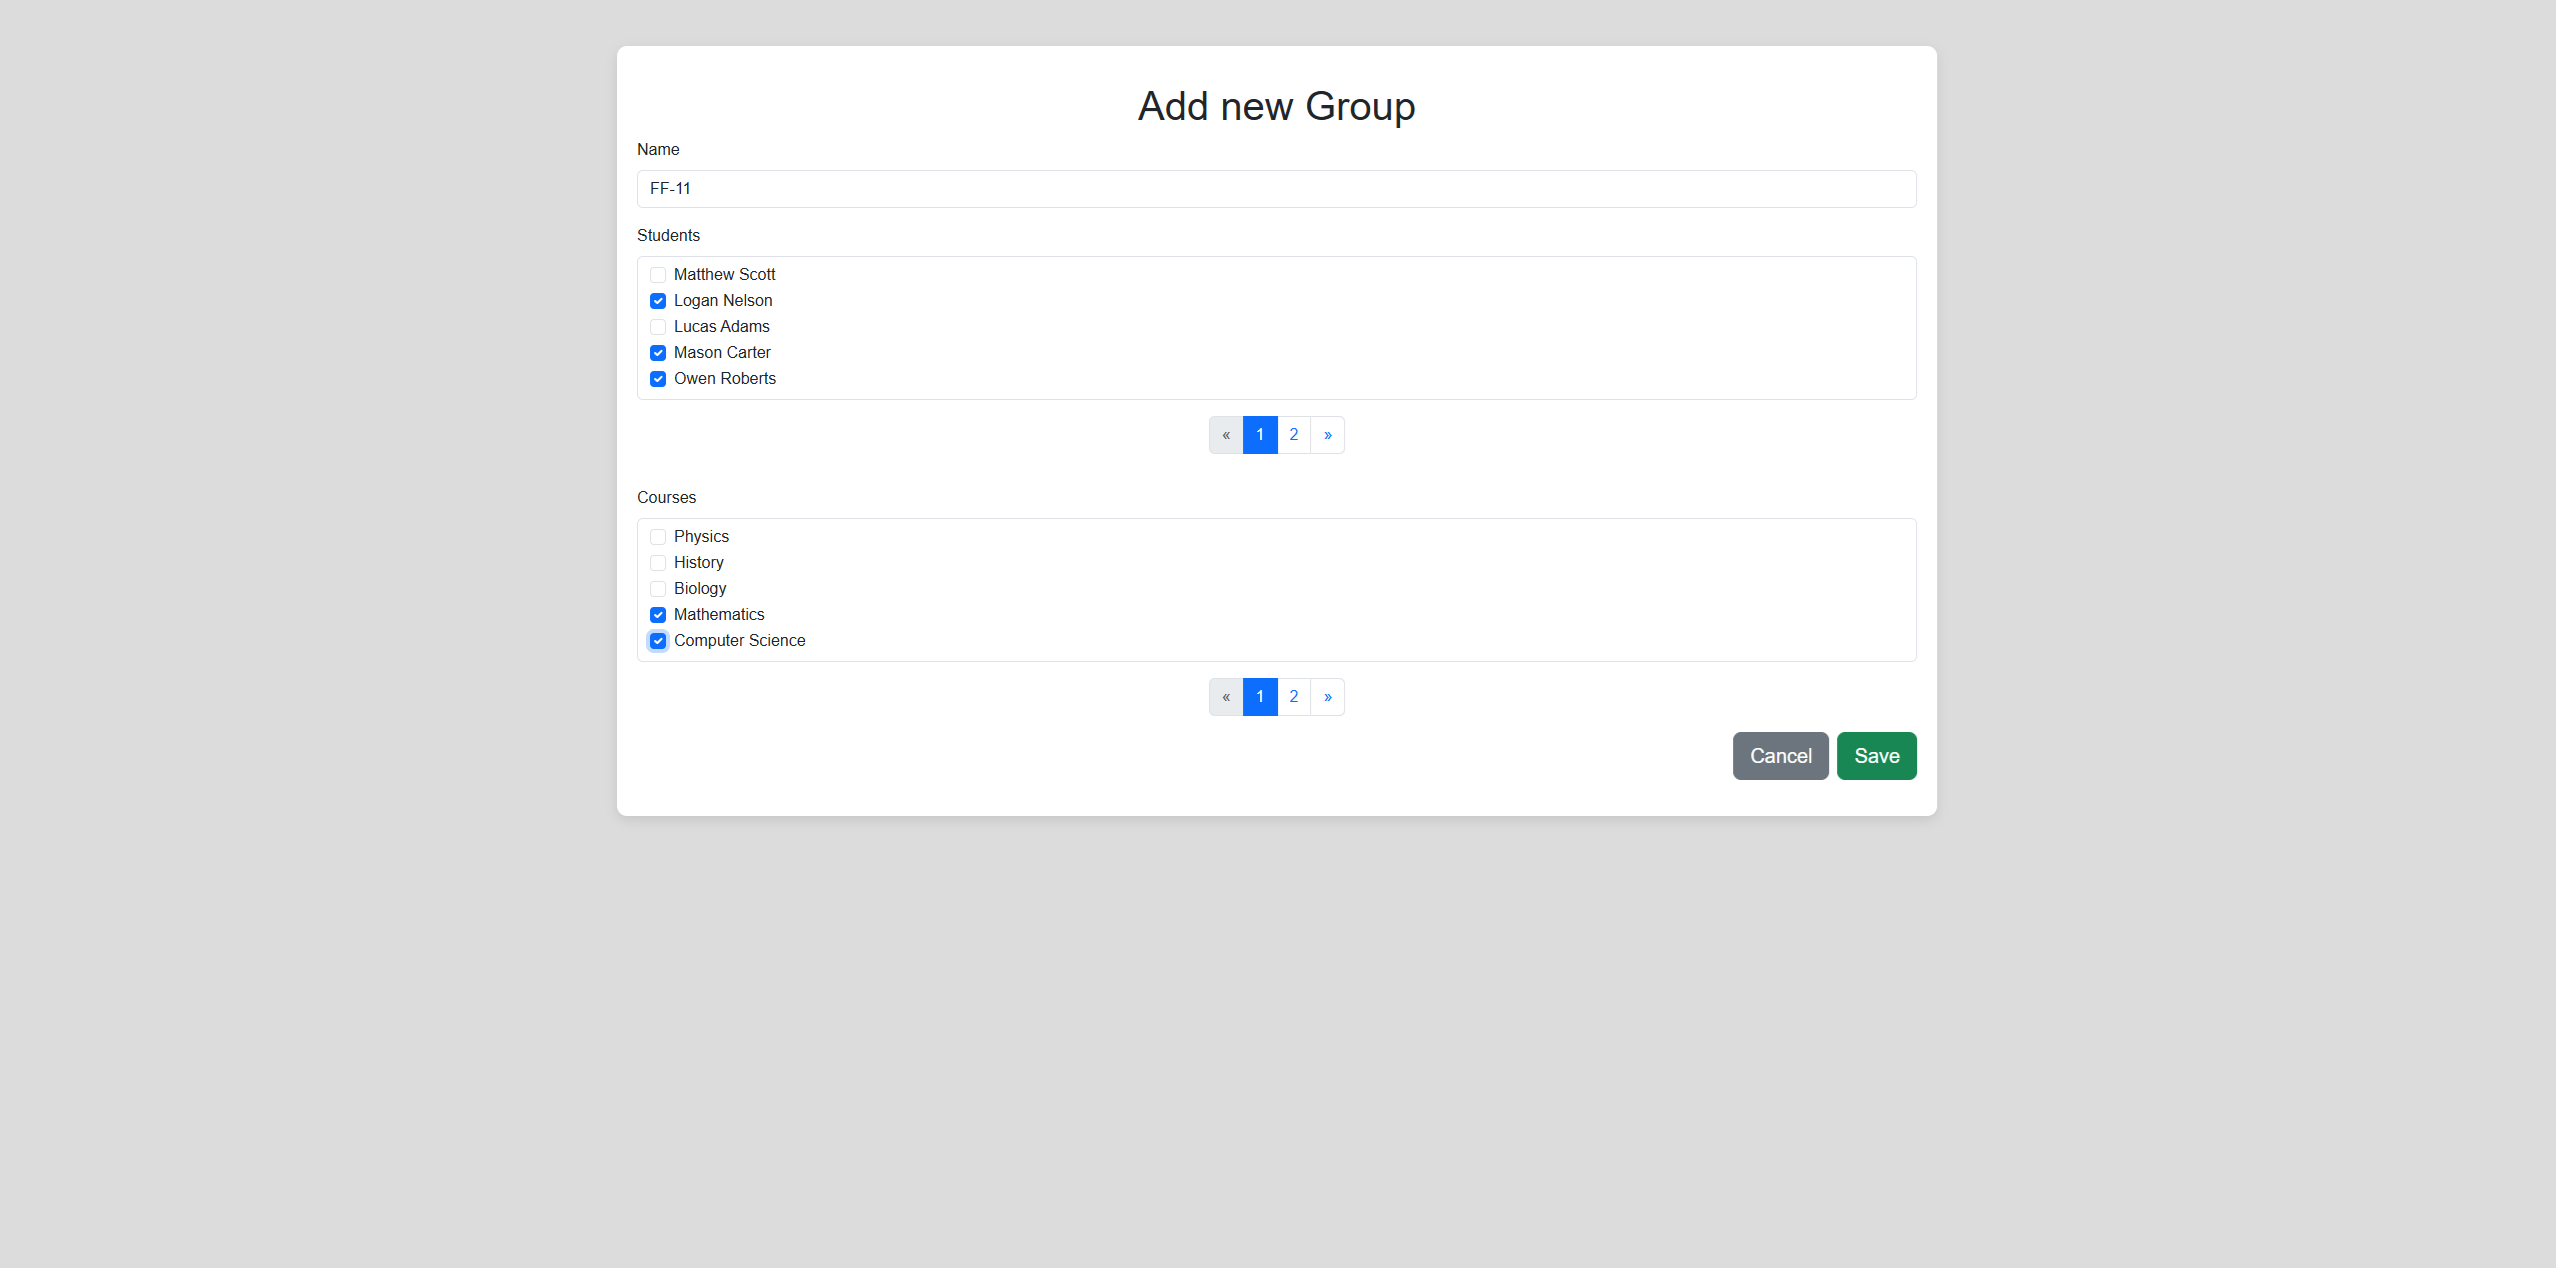 Add new Group
Name
FF-11
Students
Matthew Scott
Logan Nelson
Lucas Adams
Mason Carter
Owen Roberts
« 1 2 »
Courses
Physics
History
Biology
Mathematics
Computer Science
« 1 2 »
Cancel Save